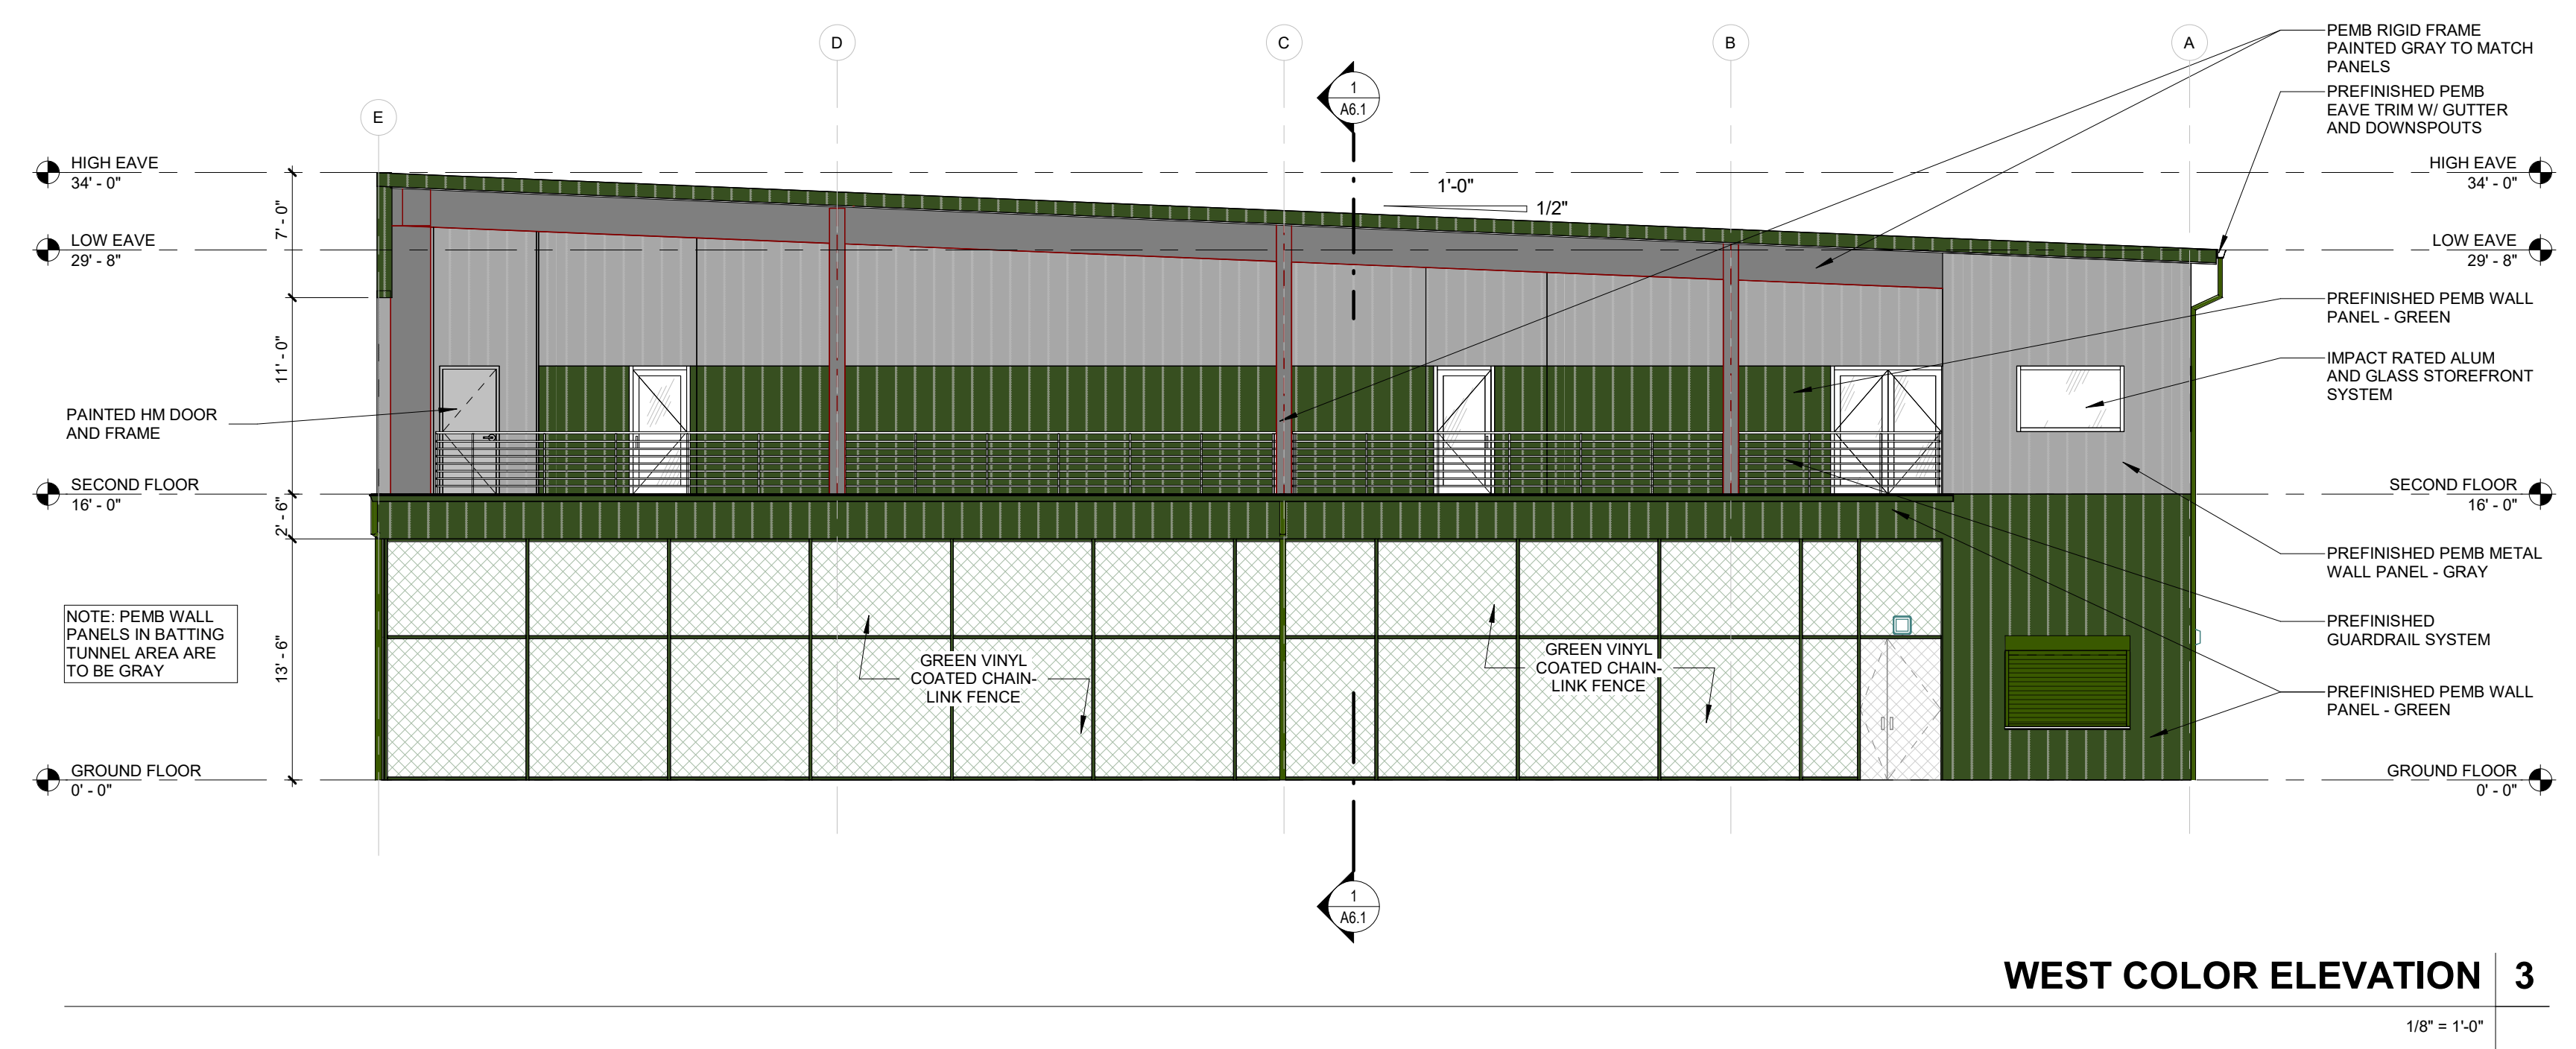 D
C
B
A
E
1
A6.1
PEMB RIGID FRAME
PAINTED GRAY TO MATCH
PANELS
PREFINISHED PEMB
EAVE TRIM W/ GUTTER
AND DOWNSPOUTS
HIGH EAVE
34' - 0"
HIGH EAVE
34' - 0"
1'-0"
1/2"
7' - 0"
LOW EAVE
29' - 8"
LOW EAVE
29' - 8"
PREFINISHED PEMB WALL
PANEL - GREEN
11' - 0"
IMPACT RATED ALUM
AND GLASS STOREFRONT
SYSTEM
PAINTED HM DOOR
AND FRAME
SECOND FLOOR
16' - 0"
SECOND FLOOR
16' - 0"
2' - 6"
PREFINISHED PEMB METAL
WALL PANEL - GRAY
NOTE: PEMB WALL
PANELS IN BATTING
TUNNEL AREA ARE
TO BE GRAY
13' - 6"
GREEN VINYL
COATED CHAIN-
LINK FENCE
GREEN VINYL
COATED CHAIN-
LINK FENCE
PREFINISHED
GUARDRAIL SYSTEM
PREFINISHED PEMB WALL
PANEL - GREEN
GROUND FLOOR
0' - 0"
GROUND FLOOR
0' - 0"
1
A6.1
WEST COLOR ELEVATION
3
1/8" = 1'-0"